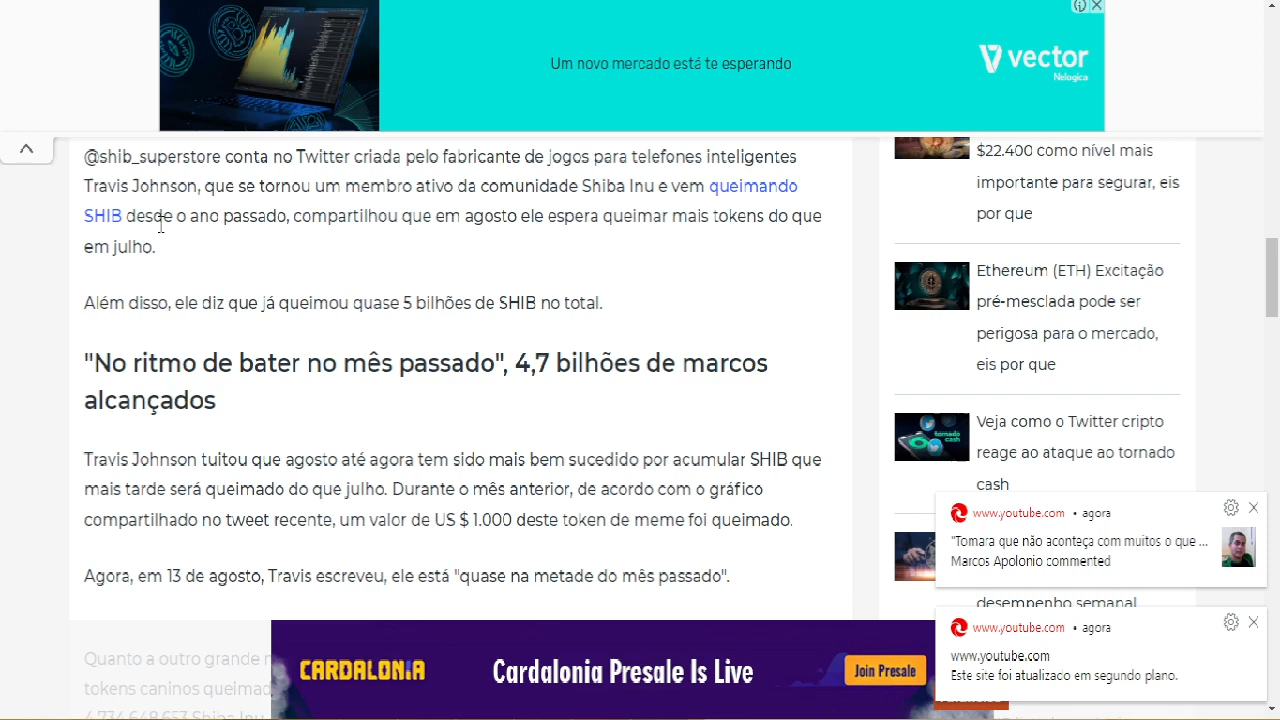 Um novo mercado está te esperando
vector
Nelogica
@shib_superstore conta no Twitter criada pelo fabricante de jogos para telefones inteligentes
Travis Johnson, que se tornou um membro ativo da comunidade Shiba Inu e vem queimando
SHIB desde o ano passado, compartilhou que em agosto ele espera queimar mais tokens do que
em julho.
Além disso, ele diz que já queimou quase 5 bilhões de SHIB no total.
"No ritmo de bater no mês passado", 4,7 bilhões de marcos
alcançados
Travis Johnson tuitou que agosto até agora tem sido mais bem sucedido por acumular SHIB que
mais tarde será queimado do que julho. Durante o mês anterior, de acordo com o gráfico
compartilhado no tweet recente, um valor de US $ 1.000 deste token de meme foi queimado.
Agora, em 13 de agosto, Travis escreveu, ele está "quase na metade do mês passado".
Quanto a outro grande
tokens caninos queimad
4.734.648.653 Shiba Inu
$22.400 como nível mais
importante para segurar, eis
por que
Ethereum (ETH) Excitação
pré-mesclada pode ser
perigosa para o mercado,
eis por que
tornado
cash
Veja como o Twitter cripto
reage ao ataque ao tornado
cash
desempenho semanal
www.youtube.com • agora
"Tomara que não aconteça com muitos o que ...
Marcos Apolonio commented
www.youtube.com • agora
www.youtube.com
Este site foi atualizado em segundo plano.
CARDALONIA
Cardalonia Presale Is Live
Join Presale